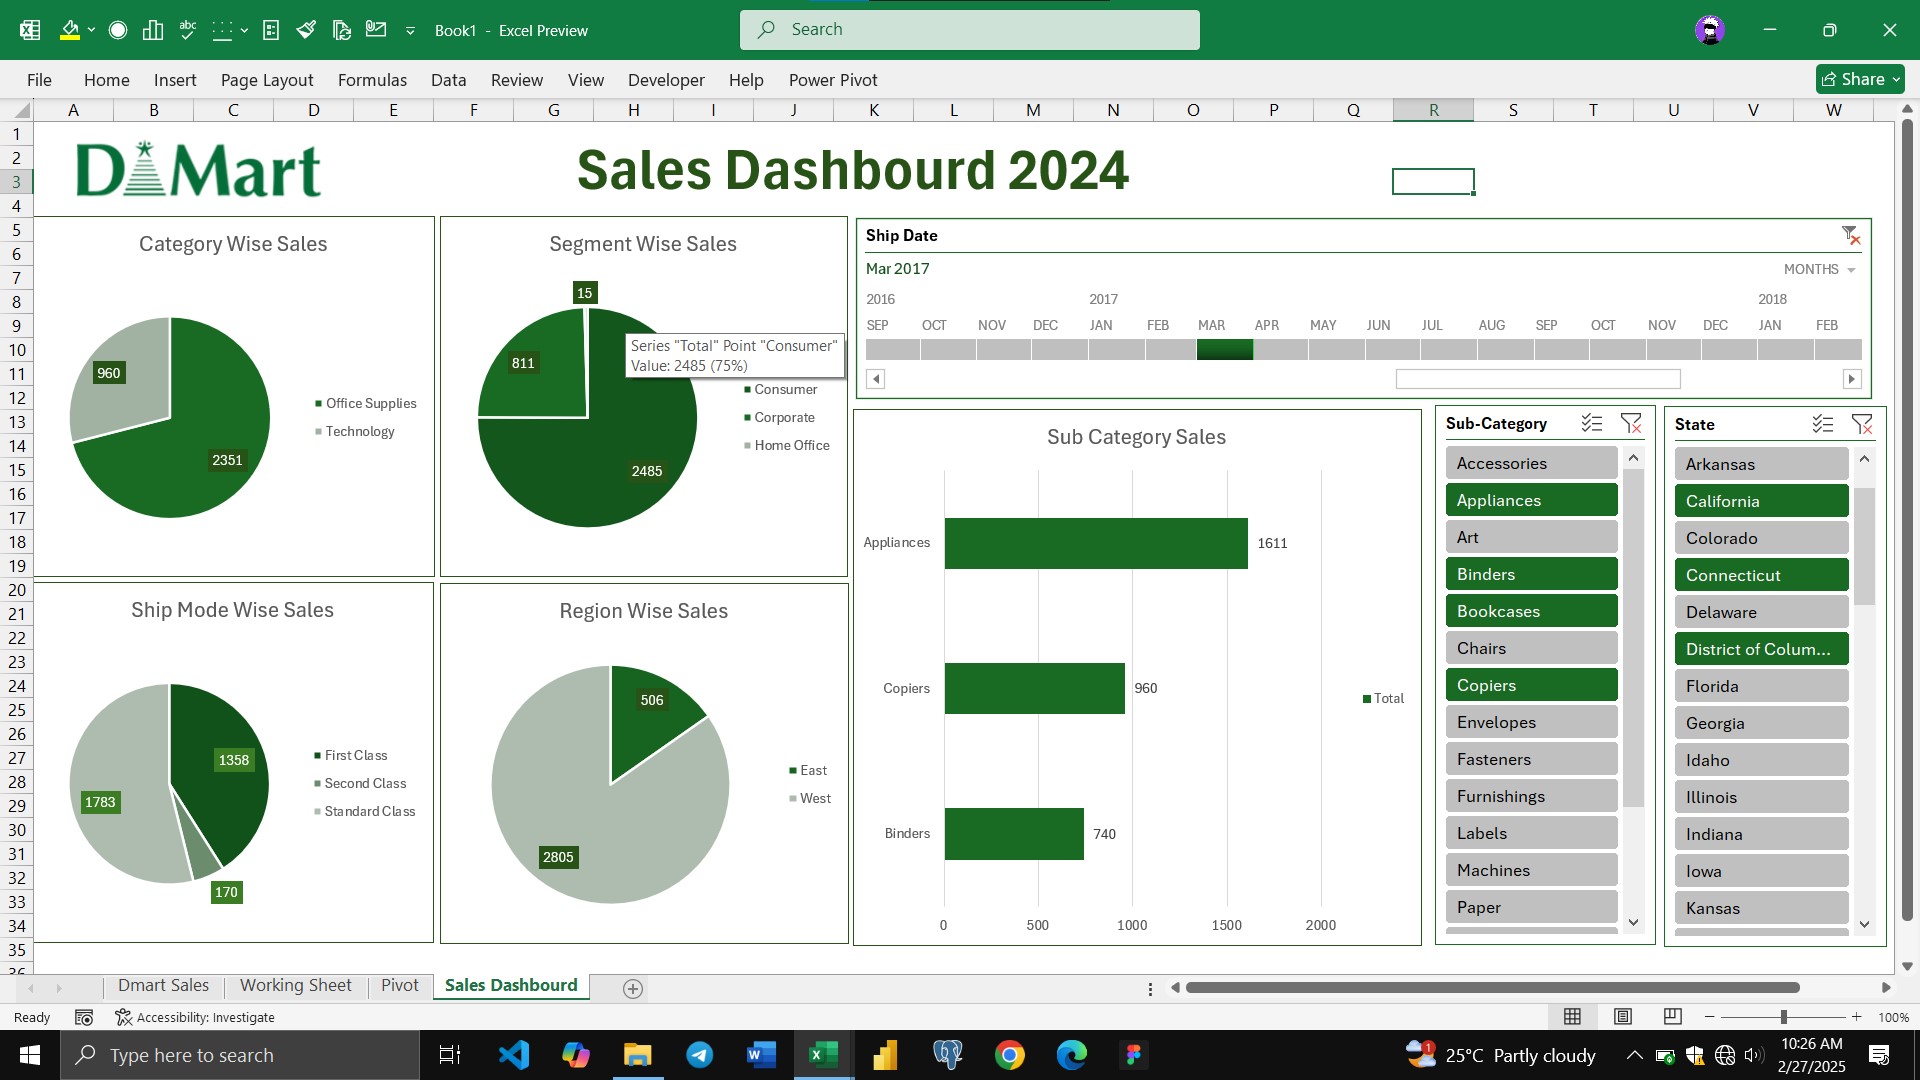 abc
Book1 - Excel Preview
Search
File Home Insert Page Layout Formulas Data Review View Developer Help Power Pivot
Share
A B C D E F G H I J K L M N O P Q R S T U V W
1
2
3
4
5
6
7
8
9
10
11
12
13
14
15
16
17
18
19
20
21
22
23
24
25
26
27
28
29
30
31
32
33
34
35
36
D Mart
Sales Dashbourd 2024
Category Wise Sales
960
2351
Office Supplies
Technology
Segment Wise Sales
15
811
2485
Series "Total" Point "Consumer"
Value: 2485 (75%)
Consumer
Corporate
Home Office
Ship Date
Mar 2017
MONTHS
2016 2017 2018
SEP OCT NOV DEC JAN FEB MAR APR MAY JUN JUL AUG SEP OCT NOV DEC JAN FEB
Ship Mode Wise Sales
1358
1783
170
First Class
Second Class
Standard Class
Region Wise Sales
506
2805
East
West
Sub Category Sales
Appliances 1611
Copiers 960
Binders 740
0 500 1000 1500 2000
Total
Sub-Category
Accessories
Appliances
Art
Binders
Bookcases
Chairs
Copiers
Envelopes
Fasteners
Furnishings
Labels
Machines
Paper
State
Arkansas
California
Colorado
Connecticut
Delaware
District of Colum...
Florida
Georgia
Idaho
Illinois
Indiana
Iowa
Kansas
Dmart Sales Working Sheet Pivot Sales Dashbourd
Ready Accessibility: Investigate 100%
Type here to search
1
25°C Partly cloudy
10:26 AM
2/27/2025